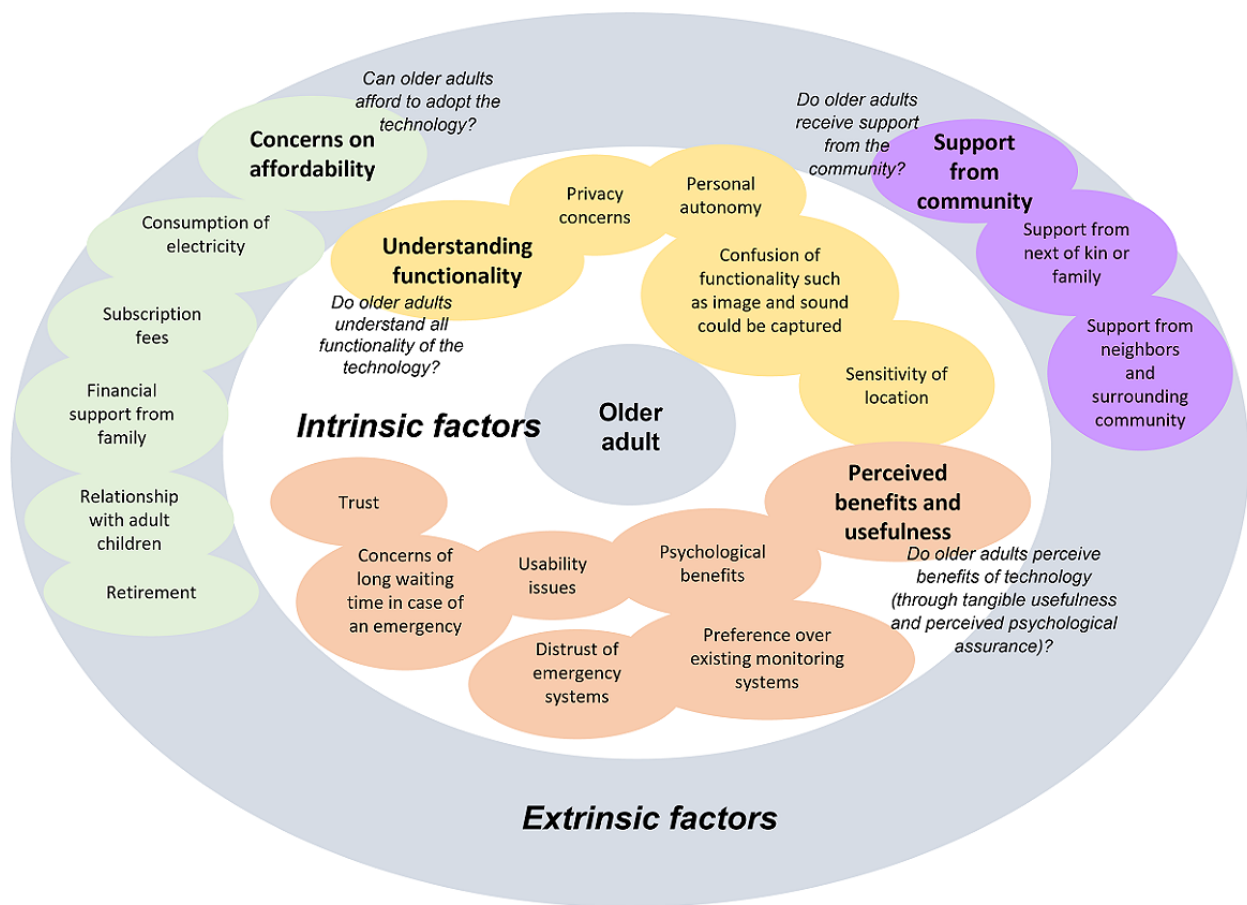 Can older adults
afford to adopt the
technology?
Concerns on
affordability
Consumption of
electricity
Subscription
fees
Financial
support from
family
Relationship
with adult
children
Retirement
Do older adults
receive support
from the
community?
Support
from
community
Support from
next of kin or
family
Support from
neighbors
and
surrounding
community
Understanding
functionality
Do older adults
understand all
functionality of the
technology?
Privacy
concerns
Personal
autonomy
Confusion of
functionality such
as image and sound
could be captured
Sensitivity of
location
Intrinsic factors
Older
adult
Perceived
benefits and
usefulness
Do older adults perceive
benefits of technology
(through tangible usefulness
and perceived psychological
assurance)?
Psychological
benefits
Usability
issues
Trust
Concerns of
long waiting
time in case of
an emergency
Distrust of
emergency
systems
Preference over
existing monitoring
systems
Extrinsic factors